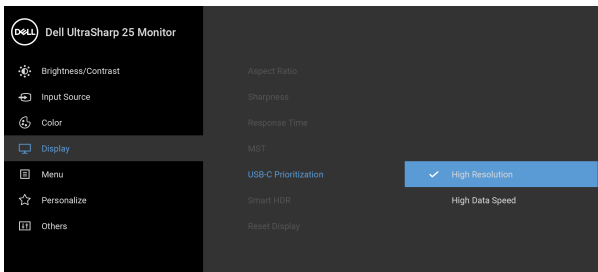 DELL Dell UltraSharp 25 Monitor
Brightness/Contrast
Input Source
Color
Display
Menu
Personalize
Others
Aspect Ratio
Sharpness
Response Time
MST
USB-C Prioritization
Smart HDR
Reset Display
High Resolution
High Data Speed